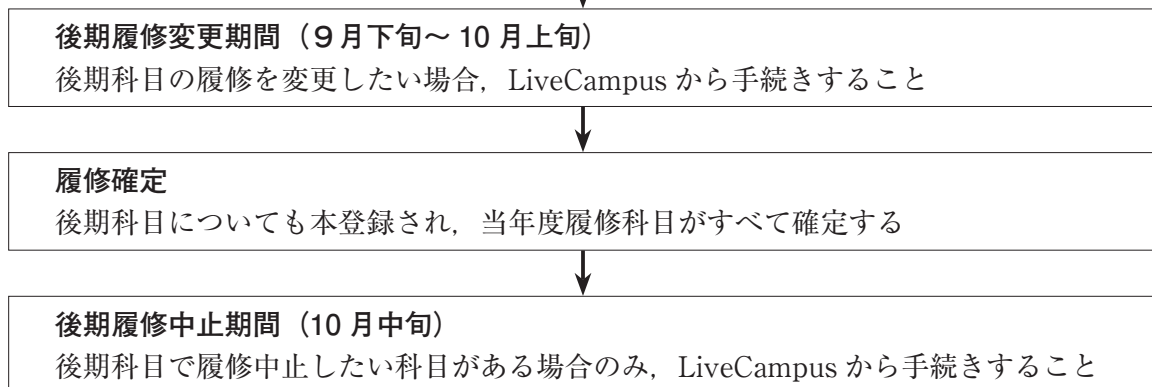 後期履修変更期間（９月下旬～ 10 月上旬）
後期科目の履修を変更したい場合，LiveCampus から手続きすること
履修確定
後期科目についても本登録され，当年度履修科目がすべて確定する
後期履修中止期間（10 月中旬）
後期科目で履修中止したい科目がある場合のみ，LiveCampus から手続きすること